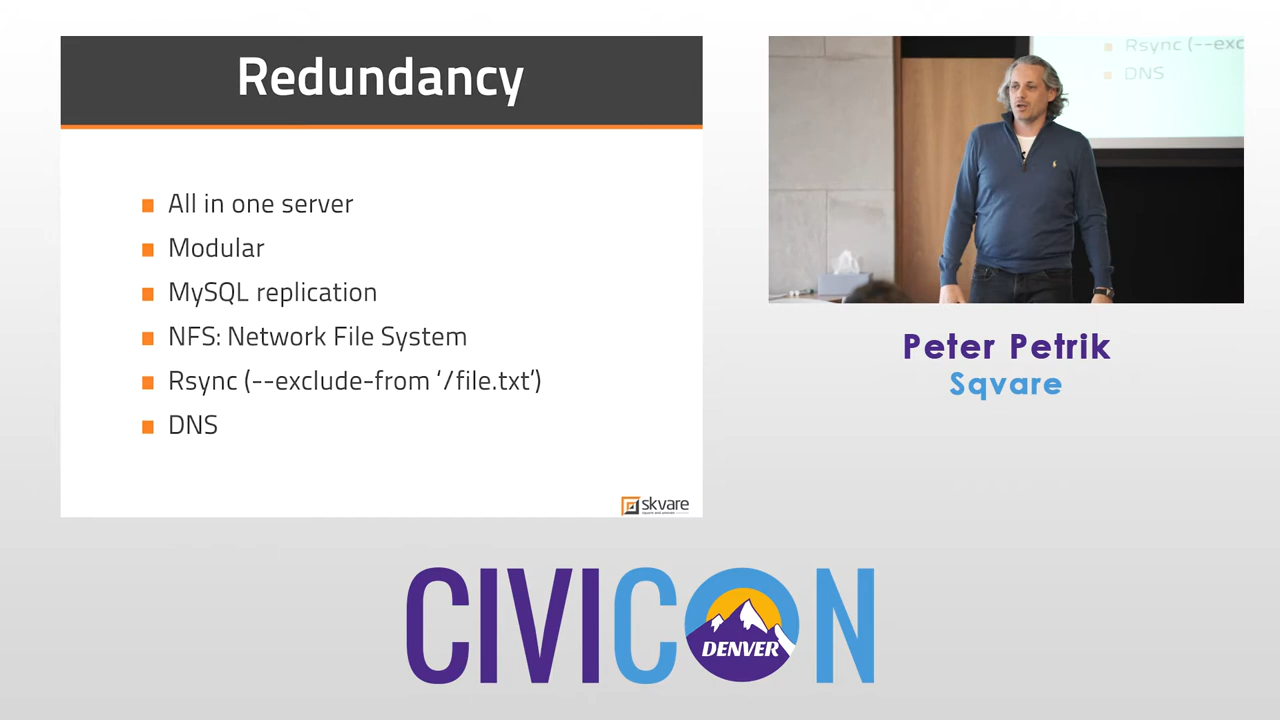 Redundancy
All in one server
Modular
MySQL replication
NFS: Network File System
Rsync (--exclude-from ‘/file.txt’)
DNS
skvare
Rsync (--exc
DNS
Peter Petrik
Sqvare
CIVICON
DENVER